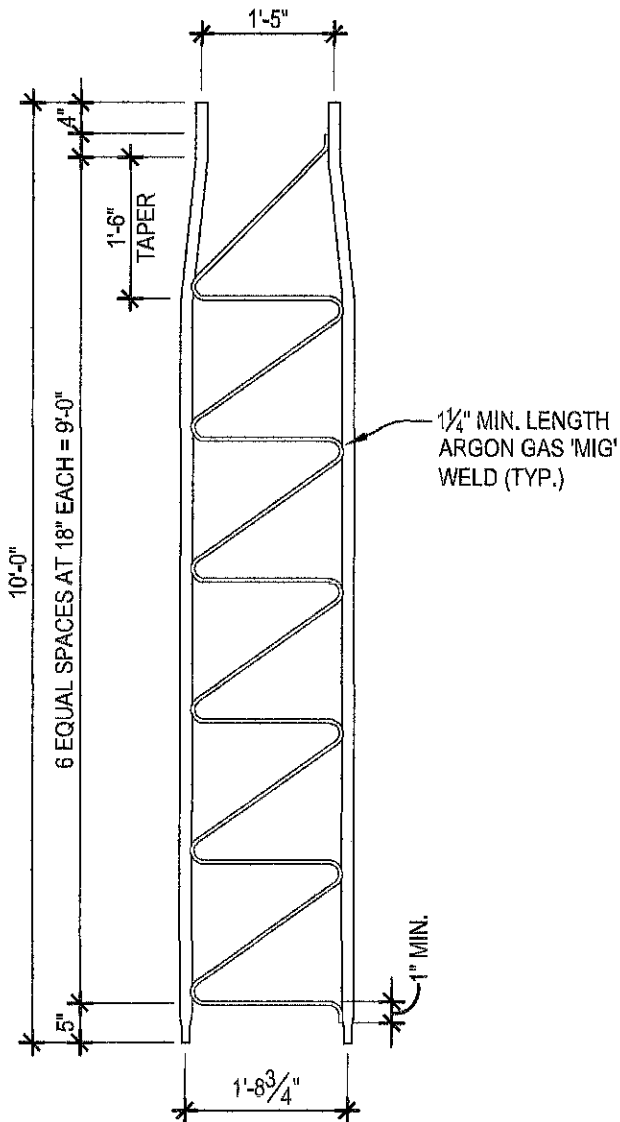 1'-5"
4"
1'-6"
TAPER
10'-0"
6 EQUAL SPACES AT 18" EACH = 9'-0"
1¼" MIN. LENGTH
ARGON GAS 'MIG'
WELD (TYP.)
1" MIN.
5"
1'-8¾"